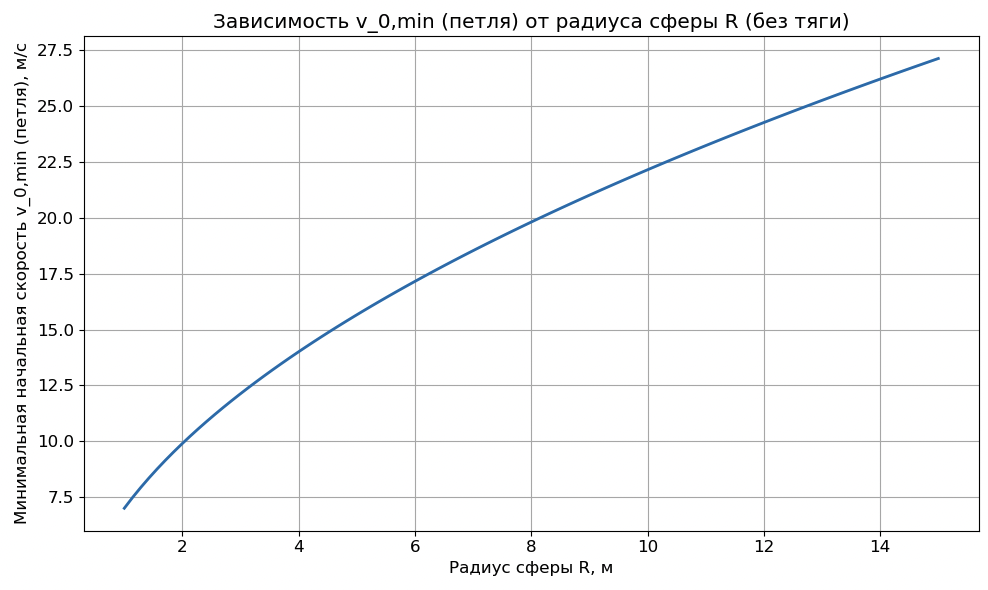 Зависимость v_0,min (петля) от радиуса сферы R (без тяги)
Минимальная начальная скорость v_0,min (петля), м/с
27.5
25.0
22.5
20.0
17.5
15.0
12.5
10.0
7.5
2 4 6 8 10 12 14
Радиус сферы R, м